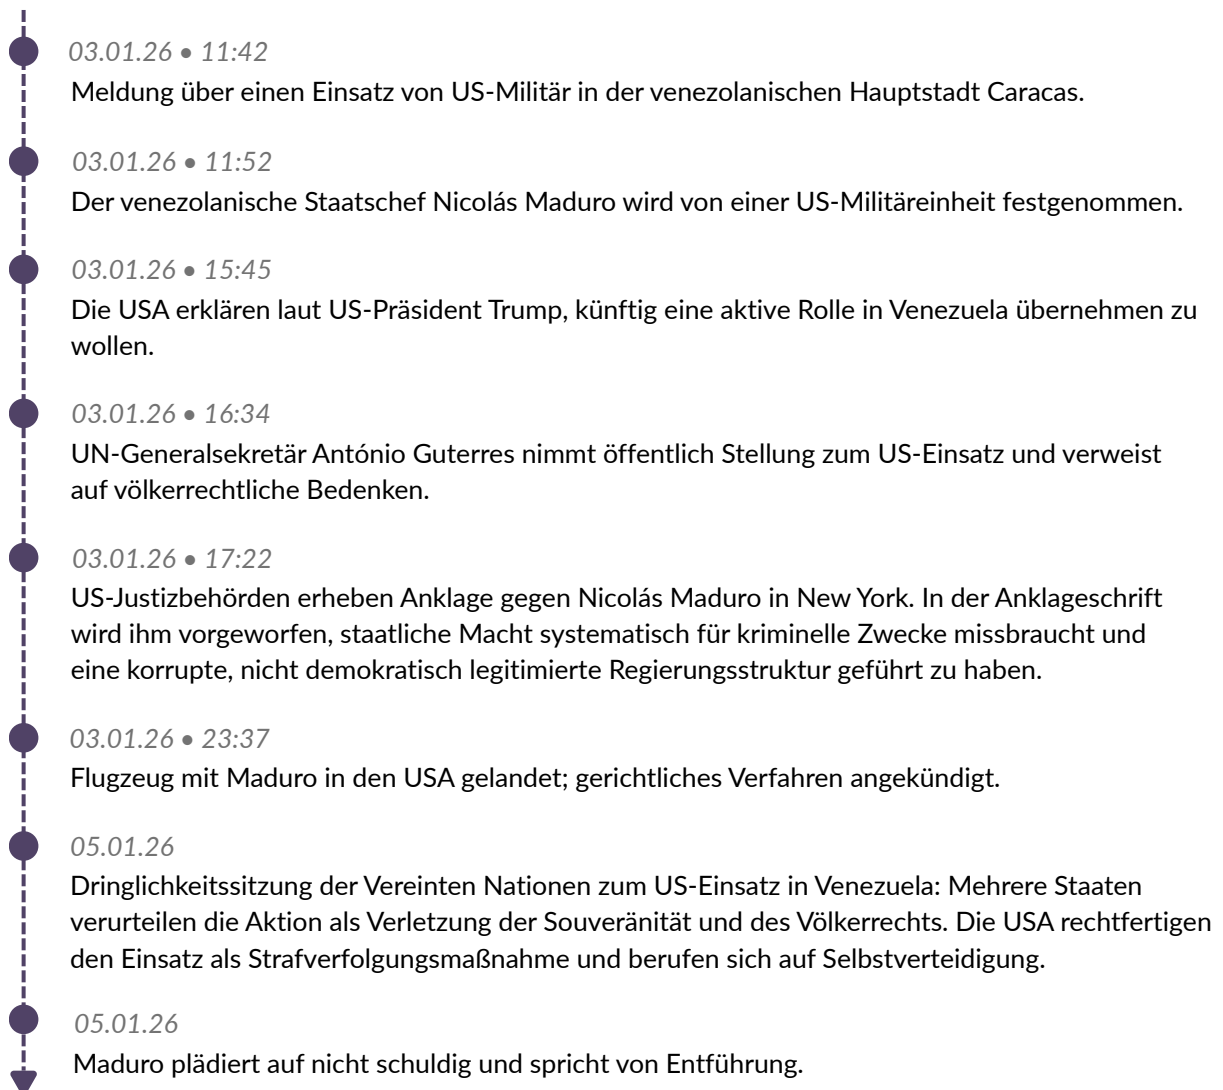 03.01.26 • 11:42
Meldung über einen Einsatz von US-Militär in der venezolanischen Hauptstadt Caracas.
03.01.26 • 11:52
Der venezolanische Staatschef Nicolás Maduro wird von einer US-Militäreinheit festgenommen.
03.01.26 • 15:45
Die USA erklären laut US-Präsident Trump, künftig eine aktive Rolle in Venezuela übernehmen zu
wollen.
03.01.26 • 16:34
UN-Generalsekretär António Guterres nimmt öffentlich Stellung zum US-Einsatz und verweist
auf völkerrechtliche Bedenken.
03.01.26 • 17:22
US-Justizbehörden erheben Anklage gegen Nicolás Maduro in New York. In der Anklageschrift
wird ihm vorgeworfen, staatliche Macht systematisch für kriminelle Zwecke missbraucht und
eine korrupte, nicht demokratisch legitimierte Regierungsstruktur geführt zu haben.
03.01.26 • 23:37
Flugzeug mit Maduro in den USA gelandet; gerichtliches Verfahren angekündigt.
05.01.26
Dringlichkeitssitzung der Vereinten Nationen zum US-Einsatz in Venezuela: Mehrere Staaten
verurteilen die Aktion als Verletzung der Souveränität und des Völkerrechts. Die USA rechtfertigen
den Einsatz als Strafverfolgungsmaßnahme und berufen sich auf Selbstverteidigung.
05.01.26
Maduro plädiert auf nicht schuldig und spricht von Entführung.